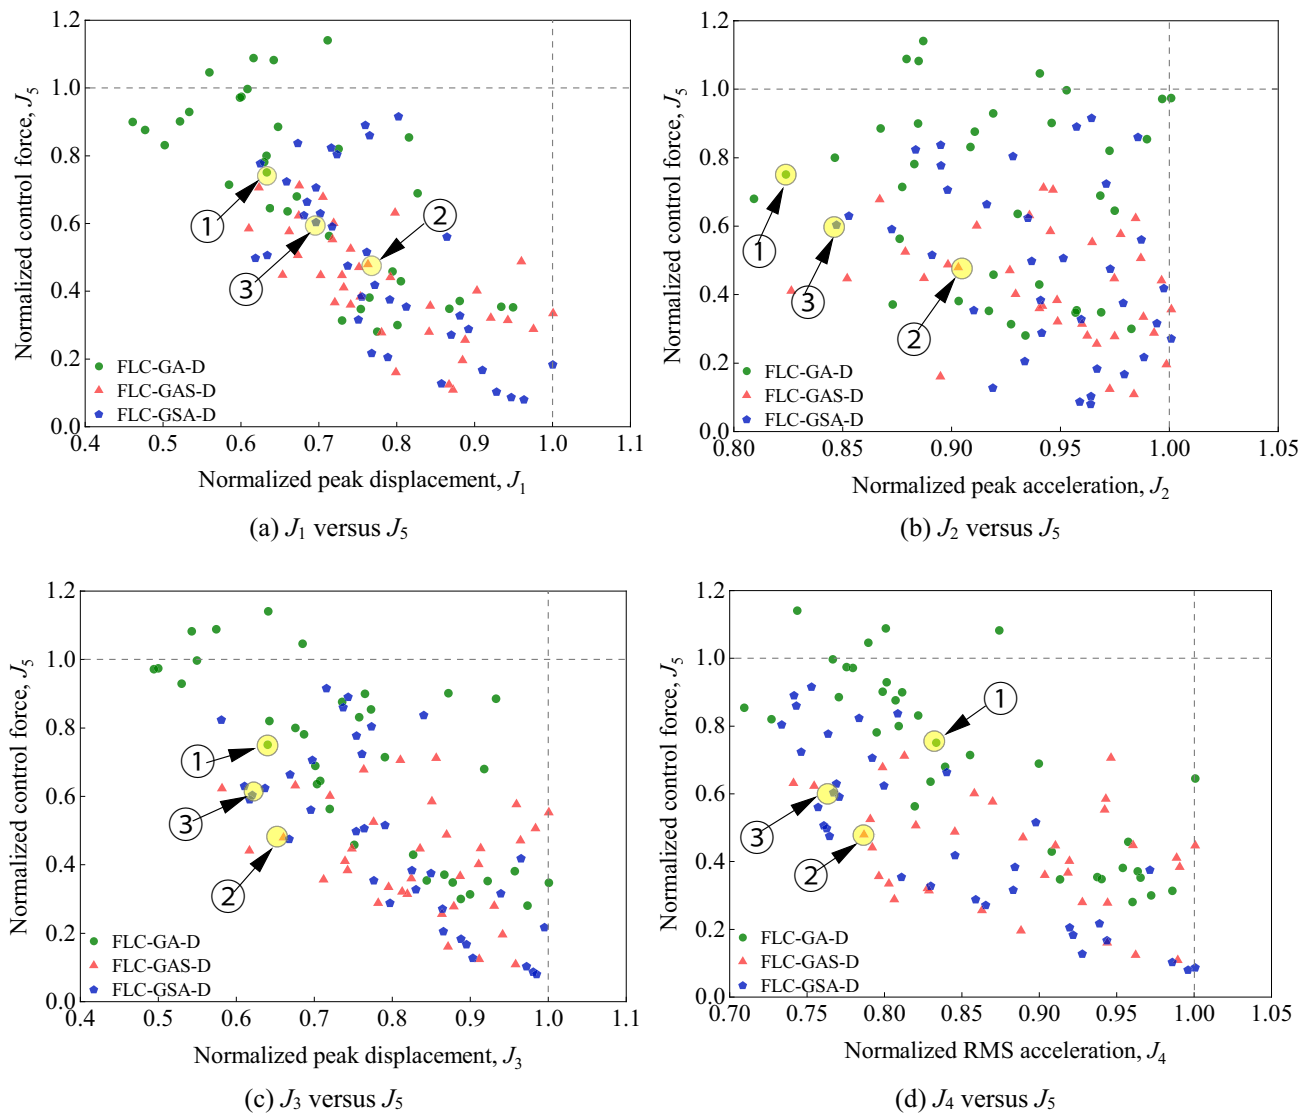 1.2
1.0
0.8
0.6
0.4
0.2
0.0
Normalized control force, J5
① ② ③
FLC-GA-D
FLC-GAS-D
FLC-GSA-D
0.4 0.5 0.6 0.7 0.8 0.9 1.0 1.1
Normalized peak displacement, J1
(a) J1 versus J5
1.2
1.0
0.8
0.6
0.4
0.2
0.0
Normalized control force, J5
① ③ ②
FLC-GA-D
FLC-GAS-D
FLC-GSA-D
0.80 0.85 0.90 0.95 1.00 1.05
Normalized peak acceleration, J2
(b) J2 versus J5
1.2
1.0
0.8
0.6
0.4
0.2
0.0
Normalized control force, J5
① ③ ②
FLC-GA-D
FLC-GAS-D
FLC-GSA-D
0.4 0.5 0.6 0.7 0.8 0.9 1.0 1.1
Normalized peak displacement, J3
(c) J3 versus J5
1.2
1.0
0.8
0.6
0.4
0.2
0.0
Normalized control force, J5
① ③ ②
FLC-GA-D
FLC-GAS-D
FLC-GSA-D
0.70 0.75 0.80 0.85 0.90 0.95 1.00 1.05
Normalized RMS acceleration, J4
(d) J4 versus J5